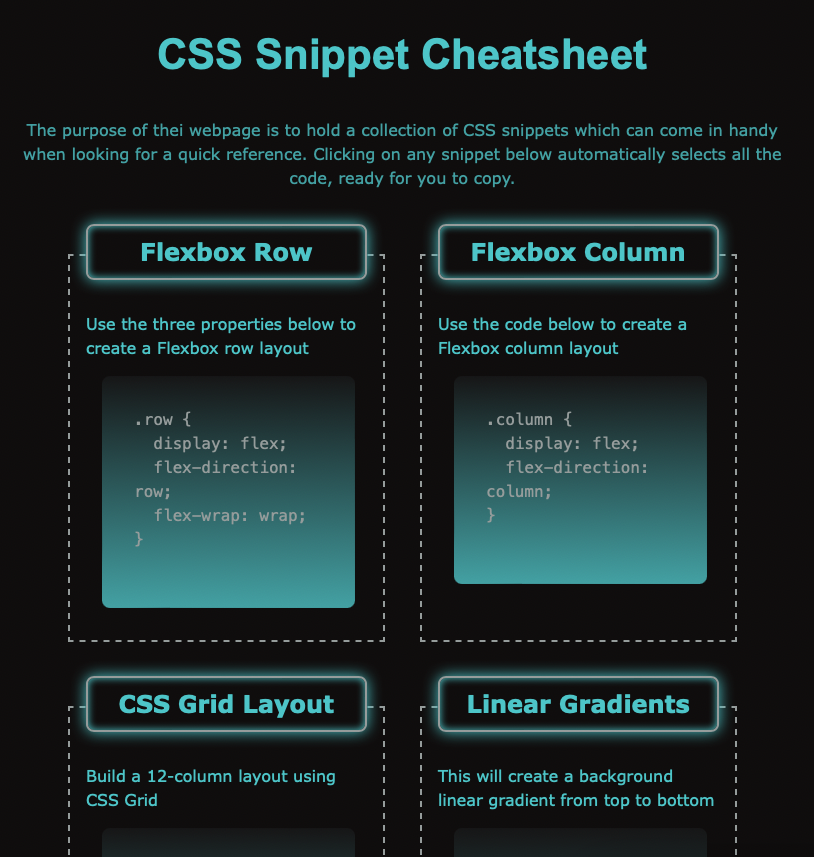 CSS Snippet Cheatsheet
The purpose of thei webpage is to hold a collection of CSS snippets which can come in handy
when looking for a quick reference. Clicking on any snippet below automatically selects all the
code, ready for you to copy.
Flexbox Row
Use the three properties below to
create a Flexbox row layout
.row {
  display: flex;
  flex-direction:
row;
  flex-wrap: wrap;
}
Flexbox Column
Use the code below to create a
Flexbox column layout
.column {
  display: flex;
  flex-direction:
column;
}
CSS Grid Layout
Build a 12-column layout using
CSS Grid
Linear Gradients
This will create a background
linear gradient from top to bottom